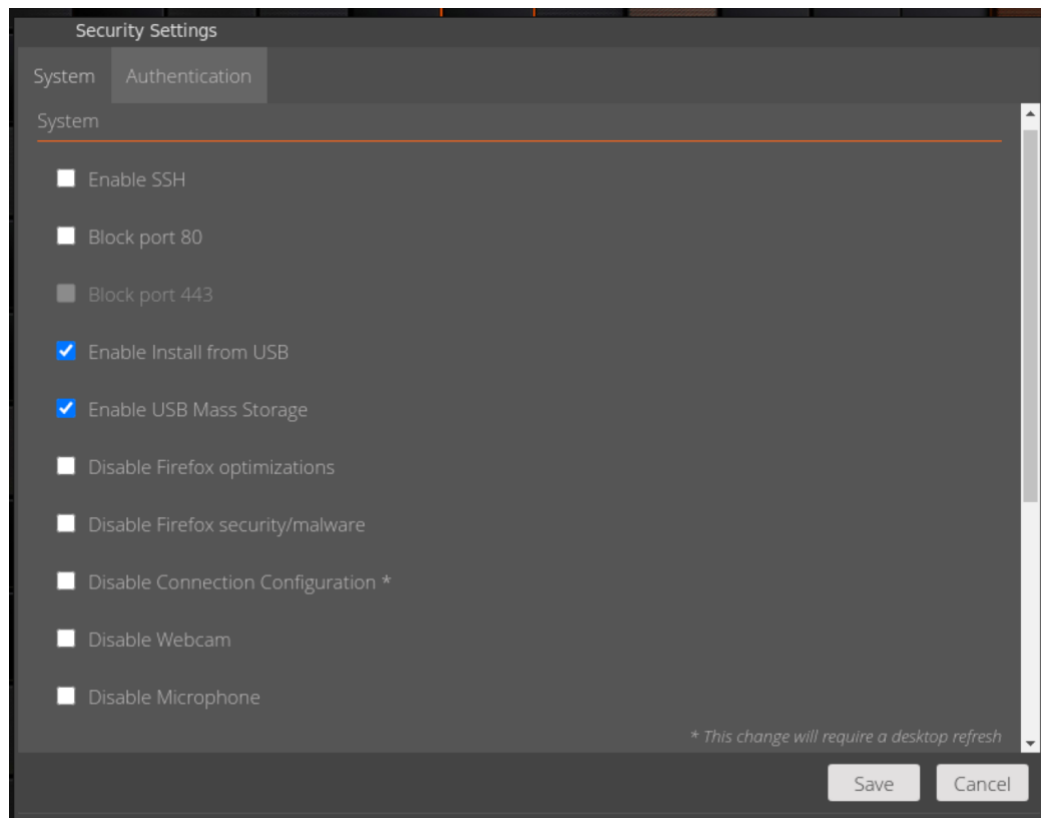 Security Settings
System Authentication
System
Enable SSH
Block port 80
Block port 443
Enable Install from USB
Enable USB Mass Storage
Disable Firefox optimizations
Disable Firefox security/malware
Disable Connection Configuration *
Disable Webcam
Disable Microphone
* This change will require a desktop refresh
Save Cancel